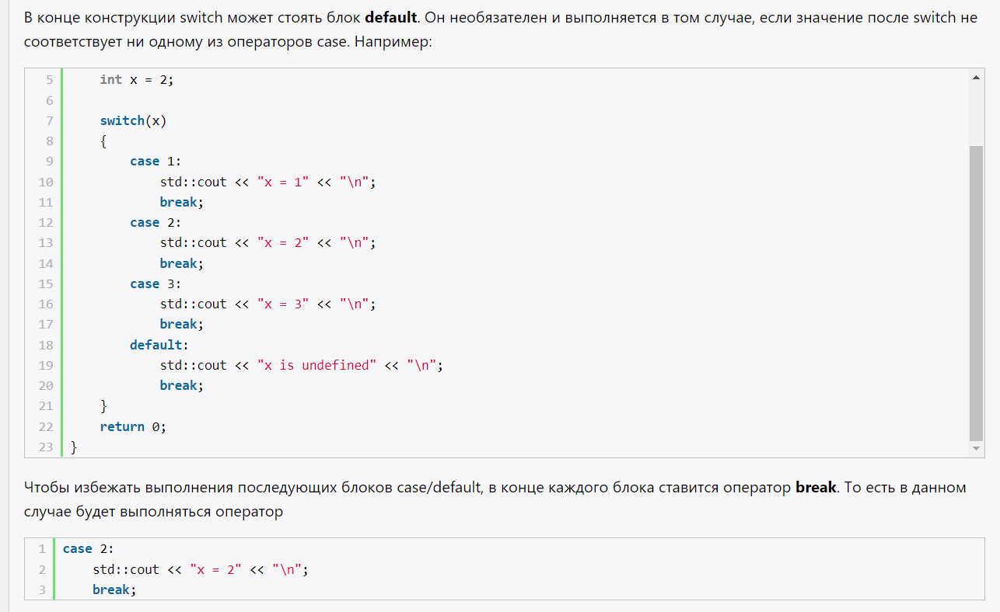 В конце конструкции switch может стоять блок default. Он необязателен и выполняется в том случае, если значение после switch не
соответствует ни одному из операторов case. Например:
5     int x = 2;
6
7     switch(x)
8     {
9         case 1:
10             std::cout << "x = 1" << "\n";
11             break;
12         case 2:
13             std::cout << "x = 2" << "\n";
14             break;
15         case 3:
16             std::cout << "x = 3" << "\n";
17             break;
18         default:
19             std::cout << "x is undefined" << "\n";
20             break;
21     }
22     return 0;
23 }
Чтобы избежать выполнения последующих блоков case/default, в конце каждого блока ставится оператор break. То есть в данном
случае будет выполняться оператор
1 case 2:
2     std::cout << "x = 2" << "\n";
3     break;